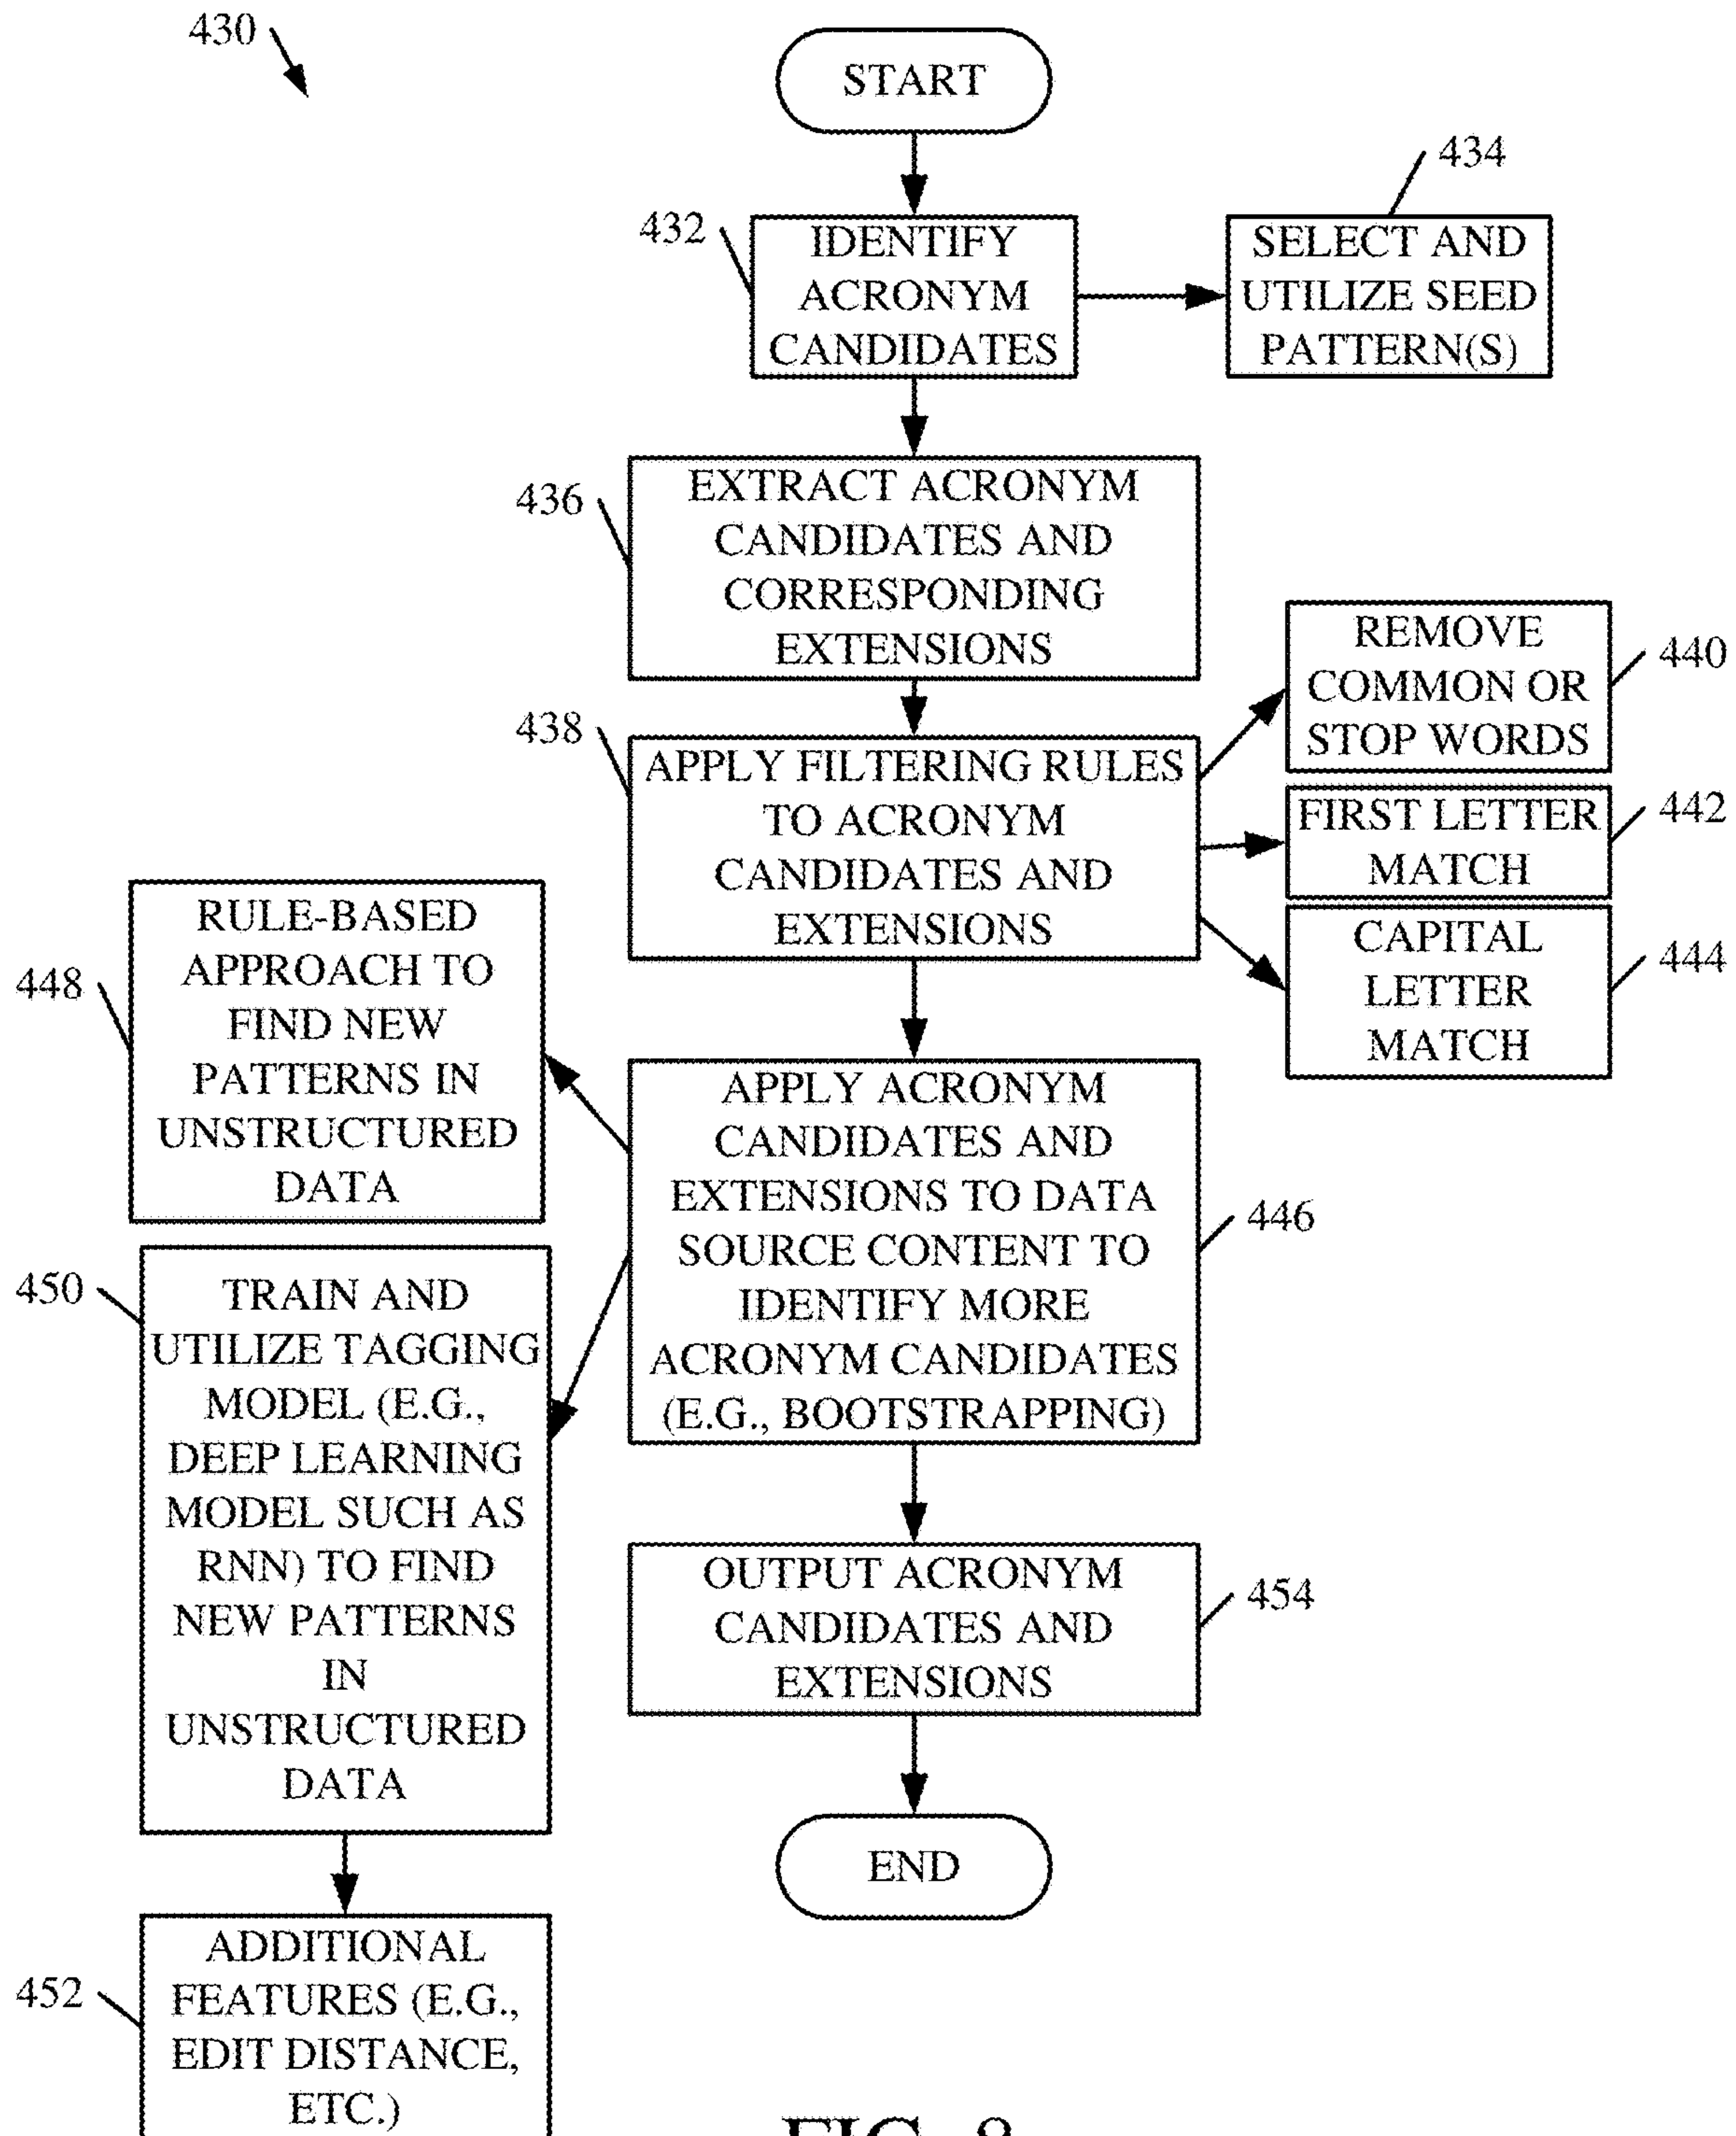 430
START
434
432
IDENTIFY
ACRONYM
CANDIDATES
SELECT AND
UTILIZE SEED
PATTERN(S)
436
EXTRACT ACRONYM
CANDIDATES AND
CORRESPONDING
EXTENSIONS
438
APPLY FILTERING RULES
TO ACRONYM
CANDIDATES AND
EXTENSIONS
REMOVE
COMMON OR
STOP WORDS
440
FIRST LETTER
MATCH
442
CAPITAL
LETTER
MATCH
444
448
RULE-BASED
APPROACH TO
FIND NEW
PATTERNS IN
UNSTRUCTURED
DATA
APPLY ACRONYM
CANDIDATES AND
EXTENSIONS TO DATA
SOURCE CONTENT TO
IDENTIFY MORE
ACRONYM CANDIDATES
(E.G., BOOTSTRAPPING)
446
450
TRAIN AND
UTILIZE TAGGING
MODEL (E.G.,
DEEP LEARNING
MODEL SUCH AS
RNN) TO FIND
NEW PATTERNS
IN
UNSTRUCTURED
DATA
OUTPUT ACRONYM
CANDIDATES AND
EXTENSIONS
454
END
452
ADDITIONAL
FEATURES (E.G.,
EDIT DISTANCE,
ETC.)
FIG. 8